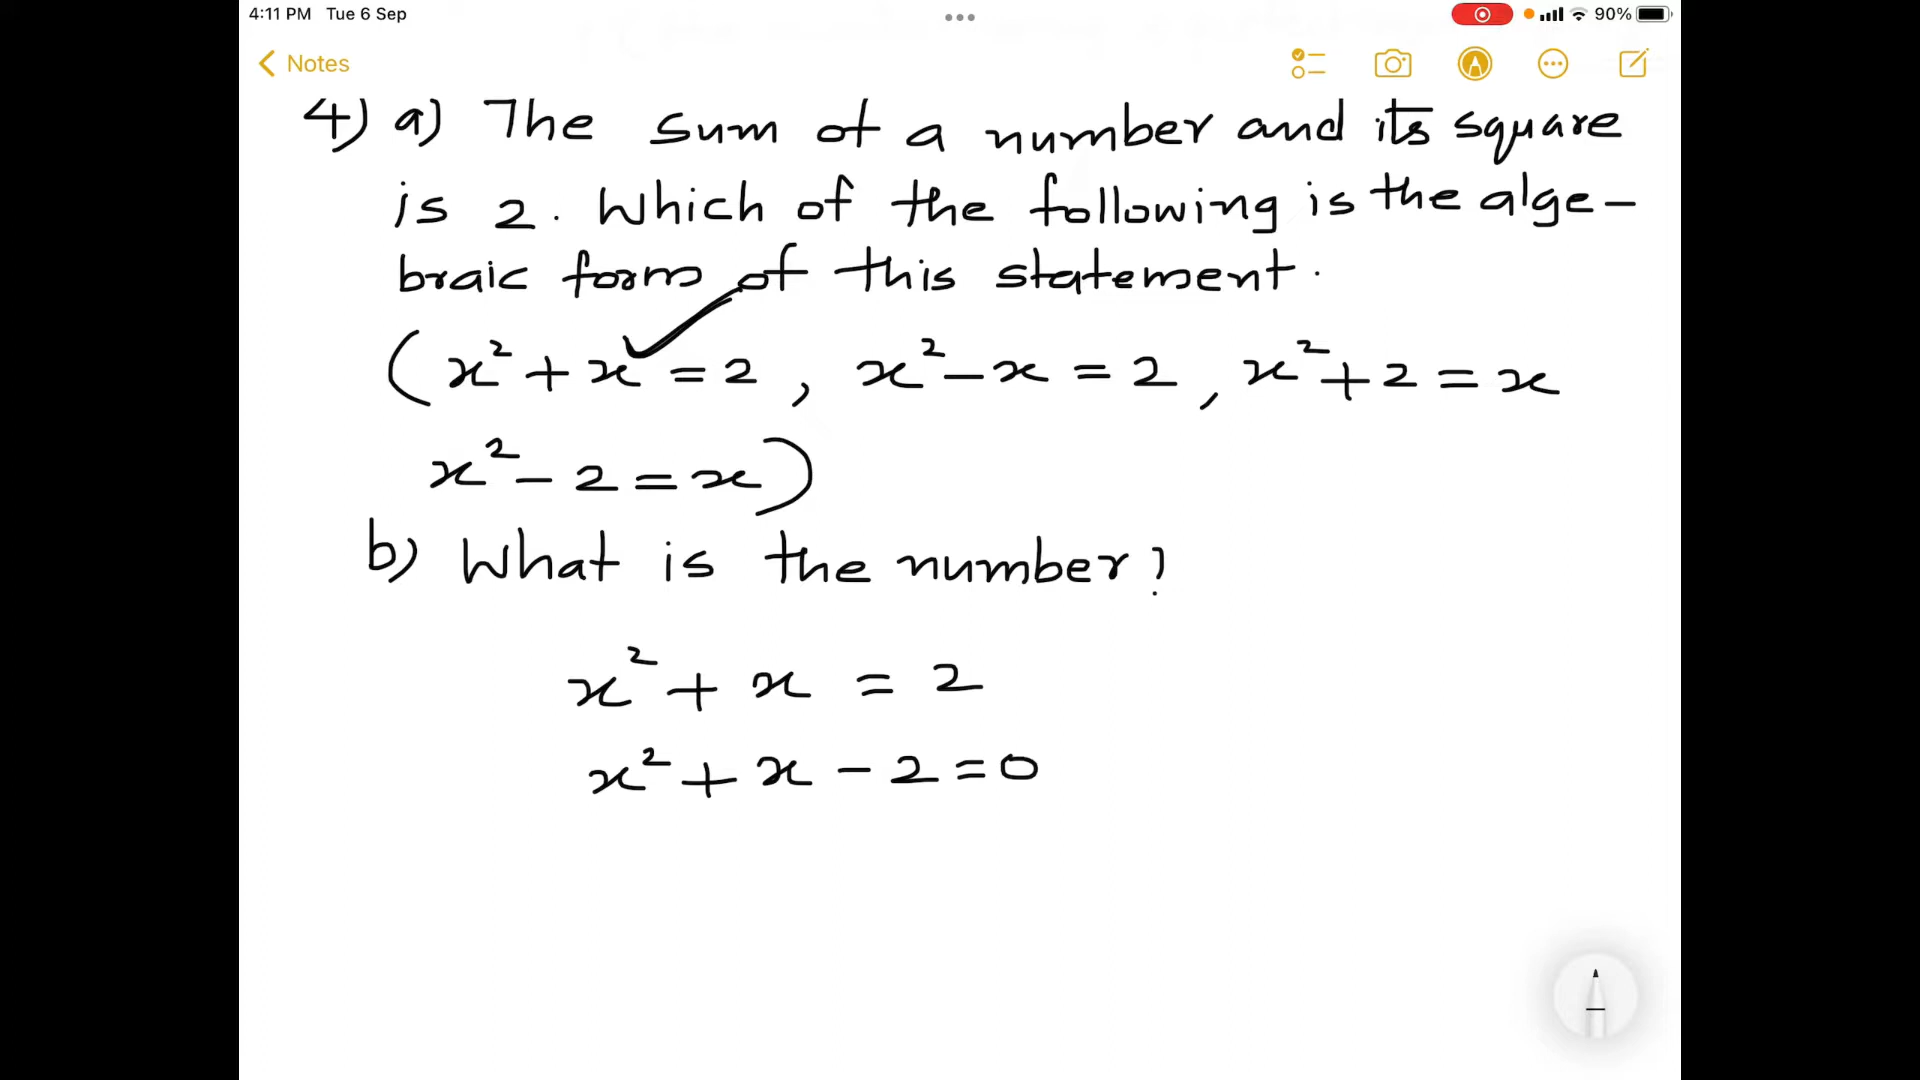 4:11 PM Tue 6 Sep
90%
Notes
4) a) The sum of a number and its square
is 2. Which of the following is the alge-
braic form of this statement.
(x² + x = 2, x² - x = 2, x² + 2 = x
x² - 2 = x)
b) What is the number?
x² + x = 2
x² + x - 2 = 0